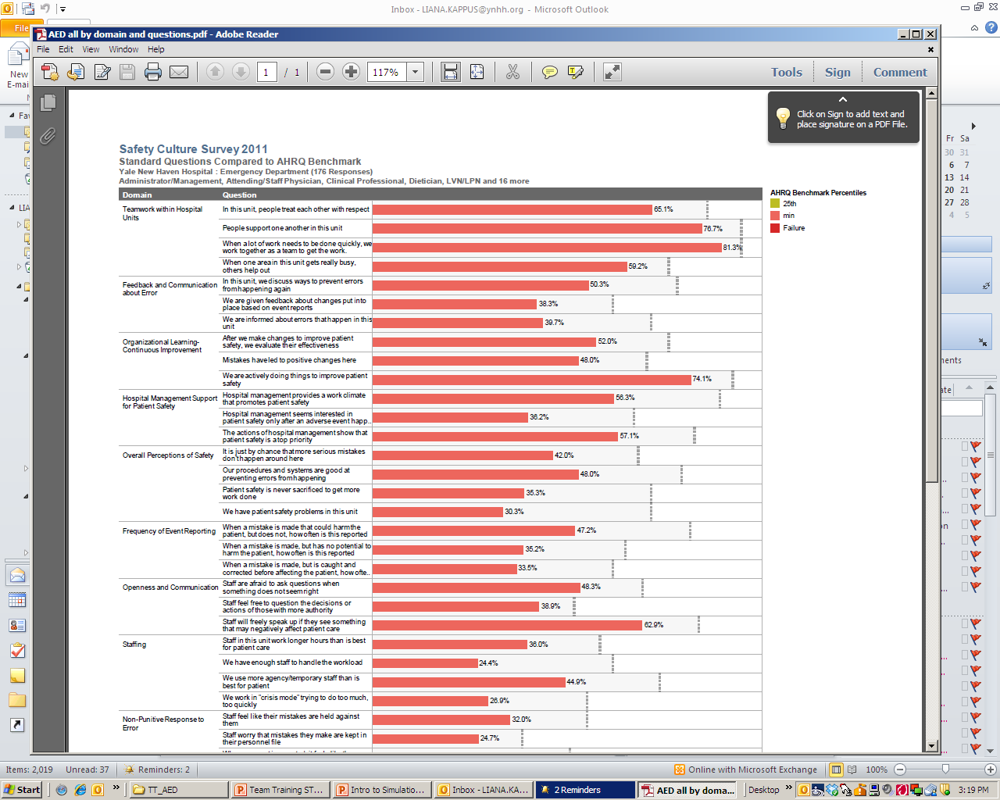 Inbox - LIANA.KAPPUS@ynhh.org - Microsoft Outlook
File
New
E-mai
AED all by domain and questions.pdf - Adobe Reader
File Edit View Window Help
1 / 1 117% Tools Sign Comment
Click on Sign to add text and
place signature on a PDF File.
Safety Culture Survey 2011
Standard Questions Compared to AHRQ Benchmark
Yale New Haven Hospital : Emergency Department (176 Responses)
Administrator/Management, Attending/Staff Physician, Clinical Professional, Dietician, LVN/LPN and 16 more
Domain Question
AHRQ Benchmark Percentiles
25th
min
Failure
Teamwork within Hospital
Units
In this unit, people treat each other with respect 65.1%
People support one another in this unit 76.7%
When a lot of work needs to be done quickly, we
work together as a team to get the work. 81.3%
When one area in this unit gets really busy,
others help out 59.2%
Feedback and Communication
about Error
In this unit, we discuss ways to prevent errors
from happening again 50.3%
We are given feedback about changes put into
place based on event reports 38.3%
We are informed about errors that happen in this
unit 39.7%
Organizational Learning-
Continuous Improvement
After we make changes to improve patient
safety, we evaluate their effectiveness 52.0%
Mistakes have led to positive changes here 48.0%
We are actively doing things to improve patient
safety 74.1%
Hospital Management Support
for Patient Safety
Hospital management provides a work climate
that promotes patient safety 56.3%
Hospital management seems interested in
patient safety only after an adverse event happ.. 36.2%
The actions of hospital management show that
patient safety is a top priority 57.1%
Overall Perceptions of Safety
It is just by chance that more serious mistakes
don't happen around here 42.0%
Our procedures and systems are good at
preventing errors from happening 48.0%
Patient safety is never sacrificed to get more
work done 35.3%
We have patient safety problems in this unit 30.3%
Frequency of Event Reporting
When a mistake is made that could harm the
patient, but does not, how often is this reported 47.2%
When a mistake is made, but has no potential to
harm the patient, how often is this reported 35.2%
When a mistake is made, but is caught and
corrected before affecting the patient, how ofte.. 33.5%
Openness and Communication
Staff are afraid to ask questions when
something does not seem right 48.3%
Staff feel free to question the decisions or
actions of those with more authority 38.9%
Staff will freely speak up if they see something
that may negatively affect patient care 62.9%
Staffing
Staff in this unit work longer hours than is best
for patient care 36.0%
We have enough staff to handle the workload 24.4%
We use more agency/temporary staff than is
best for patient 44.9%
We work in "crisis mode" trying to do too much,
too quickly 26.9%
Non-Punitive Response to
Error
Staff feel like their mistakes are held against
them 32.0%
Staff worry that mistakes they make are kept in
their personnel file 24.7%
Fav
LIA
Fr Sa
30 31
6 7
13 14
20 21
27 28
4 5
ments
ate
Items: 2,019 Unread: 37 Reminders: 2 Online with Microsoft Exchange 100%
Start TT_AED Team Training ST... Intro to Simulatio... Inbox - LIANA.KA... 2 Reminders AED all by doma... Desktop 3:19 PM